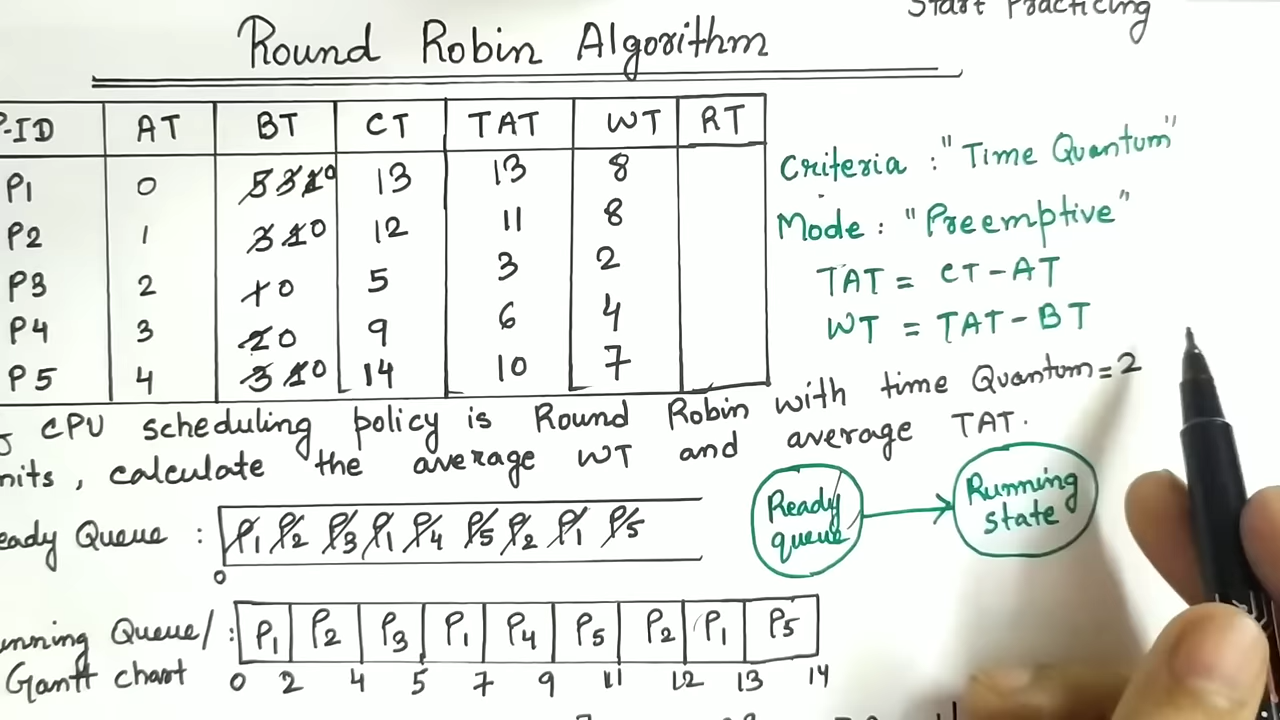 Start Practicing
Round Robin Algorithm
P-ID AT BT CT TAT WT RT
P1 0 5 3 1 0 13 13 8
P2 1 3 1 0 12 11 8
P3 2 1 0 5 3 2
P4 3 2 0 9 6 4
P5 4 3 1 0 14 10 7
Criteria : "Time Quantum"
Mode : "Preemptive"
TAT = CT - AT
WT = TAT - BT
CPU scheduling policy is Round Robin with time Quantum = 2
nits , calculate the average WT and average TAT.
eady Queue : P1 P2 P3 P1 P4 P5 P2 P1 P5
0
Ready queue
Running state
unning Queue/ : P1 P2 P3 P1 P4 P5 P2 P1 P5
Gantt chart 0 2 4 5 7 9 11 12 13 14